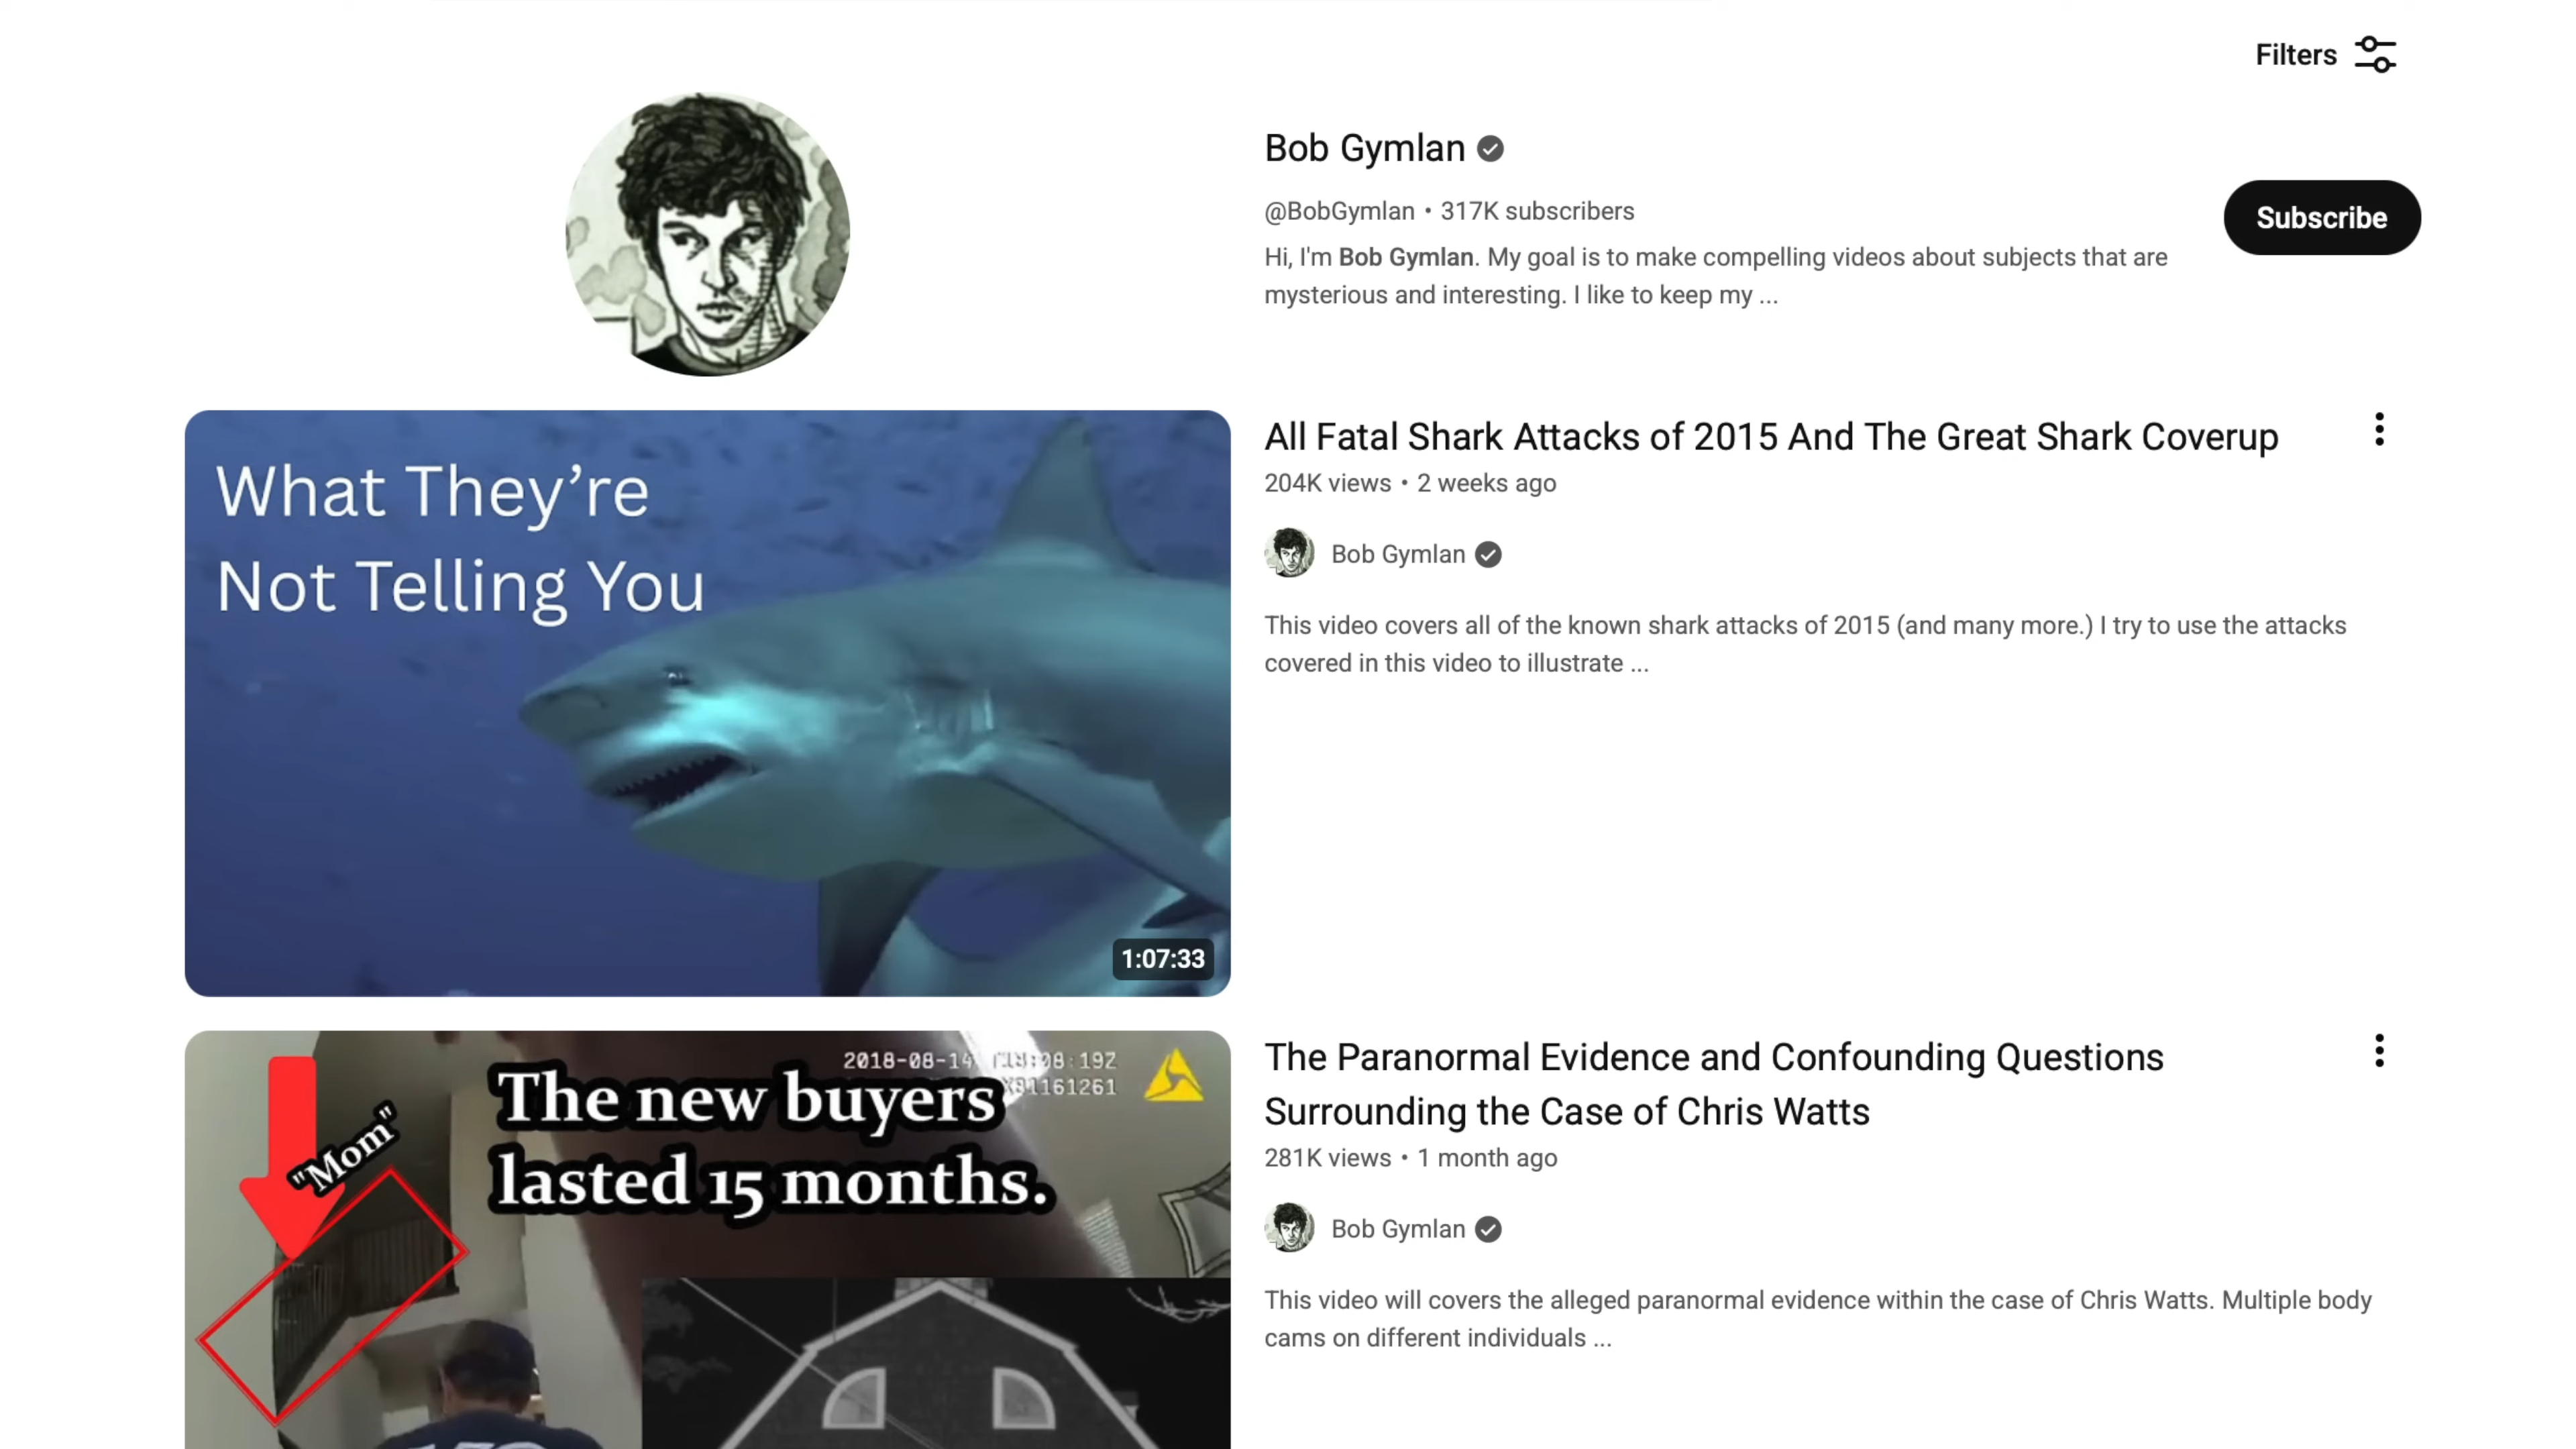 Filters
Bob Gymlan
@BobGymlan • 317K subscribers
Subscribe
Hi, I'm Bob Gymlan. My goal is to make compelling videos about subjects that are
mysterious and interesting. I like to keep my ...
What They're
Not Telling You
1:07:33
All Fatal Shark Attacks of 2015 And The Great Shark Coverup
204K views • 2 weeks ago
Bob Gymlan
This video covers all of the known shark attacks of 2015 (and many more.) I try to use the attacks
covered in this video to illustrate ...
"Mom"
The new buyers
lasted 15 months.
The Paranormal Evidence and Confounding Questions
Surrounding the Case of Chris Watts
281K views • 1 month ago
Bob Gymlan
This video will covers the alleged paranormal evidence within the case of Chris Watts. Multiple body
cams on different individuals ...